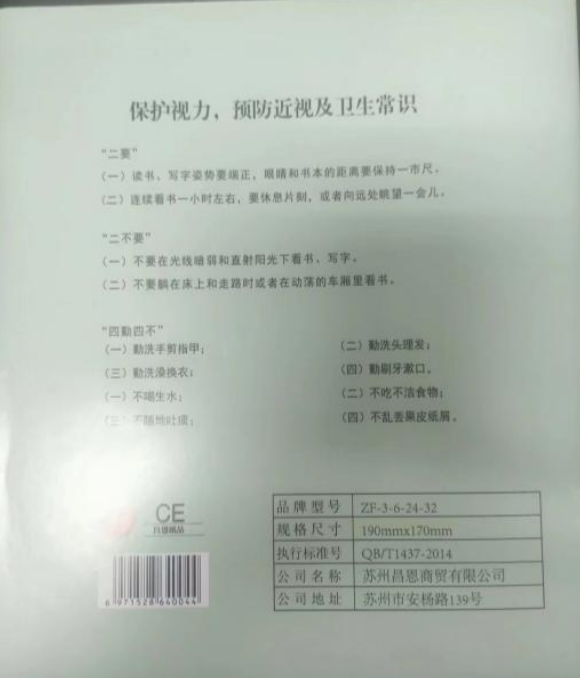 保护视力，预防近视及卫生常识
“二要”
（一）读书、写字姿势要端正，眼睛和书本的距离要保持一市尺。
（二）连续看书一小时左右，要休息片刻，或者向远处眺望一会儿。
“二不要”
（一）不要在光线暗弱和直射阳光下看书、写字。
（二）不要躺在床上和走路时或者在动荡的车厢里看书。
“四勤四不”
（一）勤洗手剪指甲； （二）勤洗头理发；
（三）勤洗澡换衣； （四）勤刷牙漱口。
（一）不喝生水； （二）不吃不洁食物；
（三）不随地吐痰； （四）不乱丢果皮纸屑。
CE
品牌型号 ZF-3-6-24-32
规格尺寸 190mmx170mm
执行标准号 QB/T1437-2014
公司名称 苏州昌恩商贸有限公司
公司地址 苏州市安杨路139号
6 971528 640044